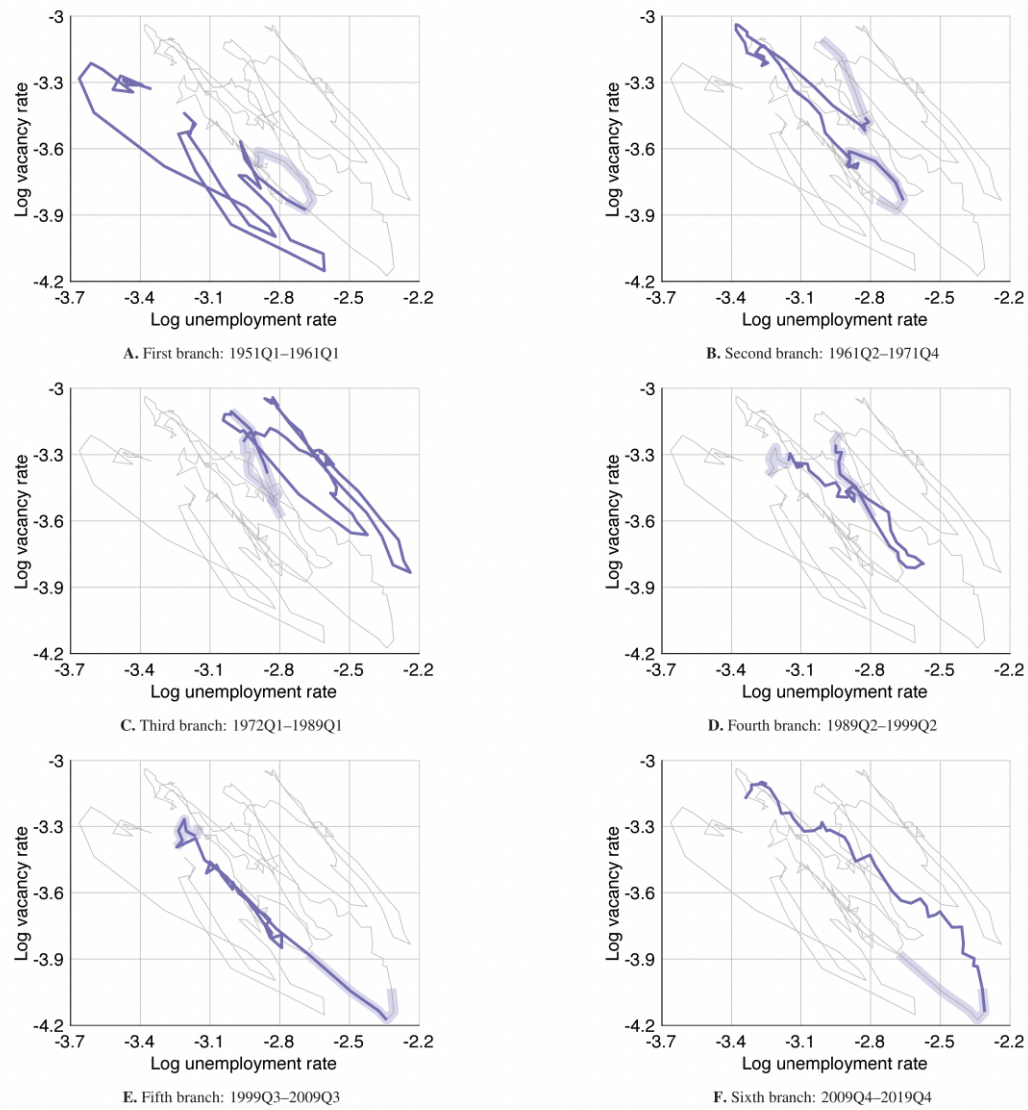 -3
-3.3
-3.6
-3.9
-4.2
Log vacancy rate
-3.7 -3.4 -3.1 -2.8 -2.5 -2.2
Log unemployment rate
A. First branch: 1951Q1–1961Q1
-3
-3.3
-3.6
-3.9
-4.2
Log vacancy rate
-3.7 -3.4 -3.1 -2.8 -2.5 -2.2
Log unemployment rate
B. Second branch: 1961Q2–1971Q4
-3
-3.3
-3.6
-3.9
-4.2
Log vacancy rate
-3.7 -3.4 -3.1 -2.8 -2.5 -2.2
Log unemployment rate
C. Third branch: 1972Q1–1989Q1
-3
-3.3
-3.6
-3.9
-4.2
Log vacancy rate
-3.7 -3.4 -3.1 -2.8 -2.5 -2.2
Log unemployment rate
D. Fourth branch: 1989Q2–1999Q2
-3
-3.3
-3.6
-3.9
-4.2
Log vacancy rate
-3.7 -3.4 -3.1 -2.8 -2.5 -2.2
Log unemployment rate
E. Fifth branch: 1999Q3–2009Q3
-3
-3.3
-3.6
-3.9
-4.2
Log vacancy rate
-3.7 -3.4 -3.1 -2.8 -2.5 -2.2
Log unemployment rate
F. Sixth branch: 2009Q4–2019Q4